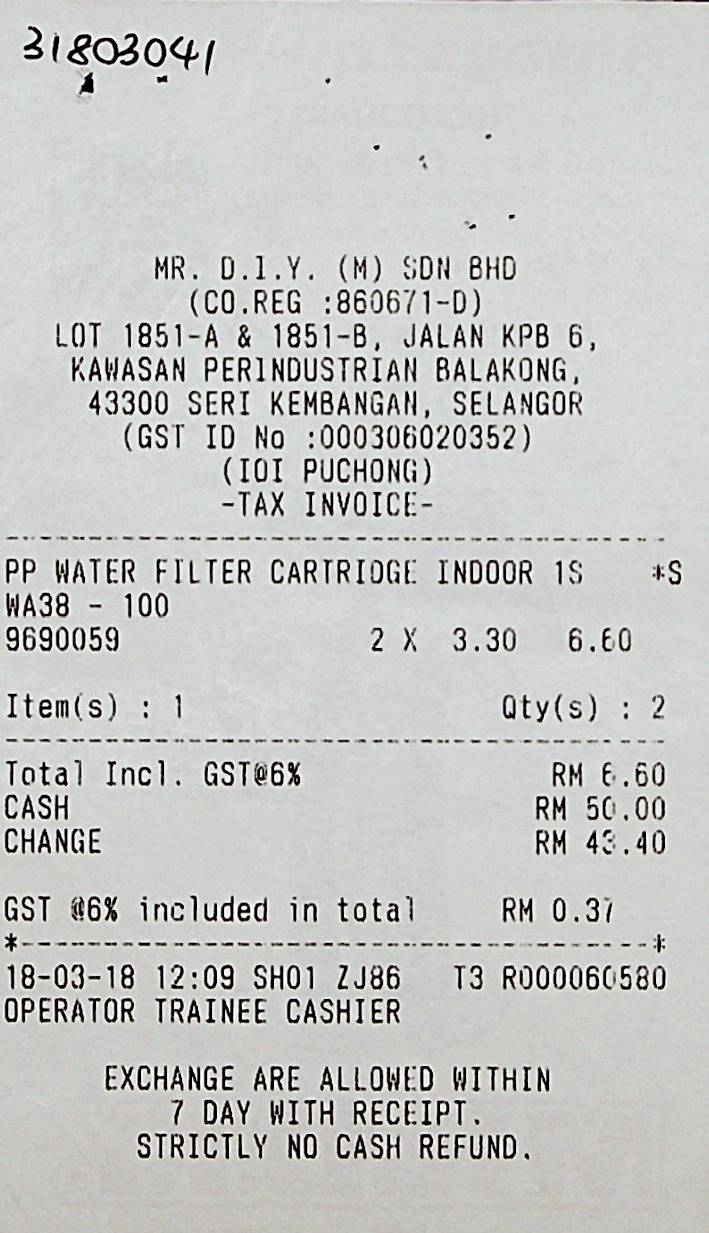 31803041
MR. D.I.Y. (M) SDN BHD
(CO.REG :860671-D)
LOT 1851-A & 1851-B, JALAN KPB 6,
KAWASAN PERINDUSTRIAN BALAKONG,
43300 SERI KEMBANGAN, SELANGOR
(GST ID No :000306020352)
(IOI PUCHONG)
-TAX INVOICE-
PP WATER FILTER CARTRIDGE INDOOR 1S *S
WA38 - 100
9690059 2 X 3.30 6.60
Item(s) : 1 Qty(s) : 2
Total Incl. GST@6% RM 6.60
CASH RM 50.00
CHANGE RM 43.40
GST @6% included in total RM 0.37
18-03-18 12:09 SH01 ZJ86 T3 R000060580
OPERATOR TRAINEE CASHIER
EXCHANGE ARE ALLOWED WITHIN
7 DAY WITH RECEIPT.
STRICTLY NO CASH REFUND.